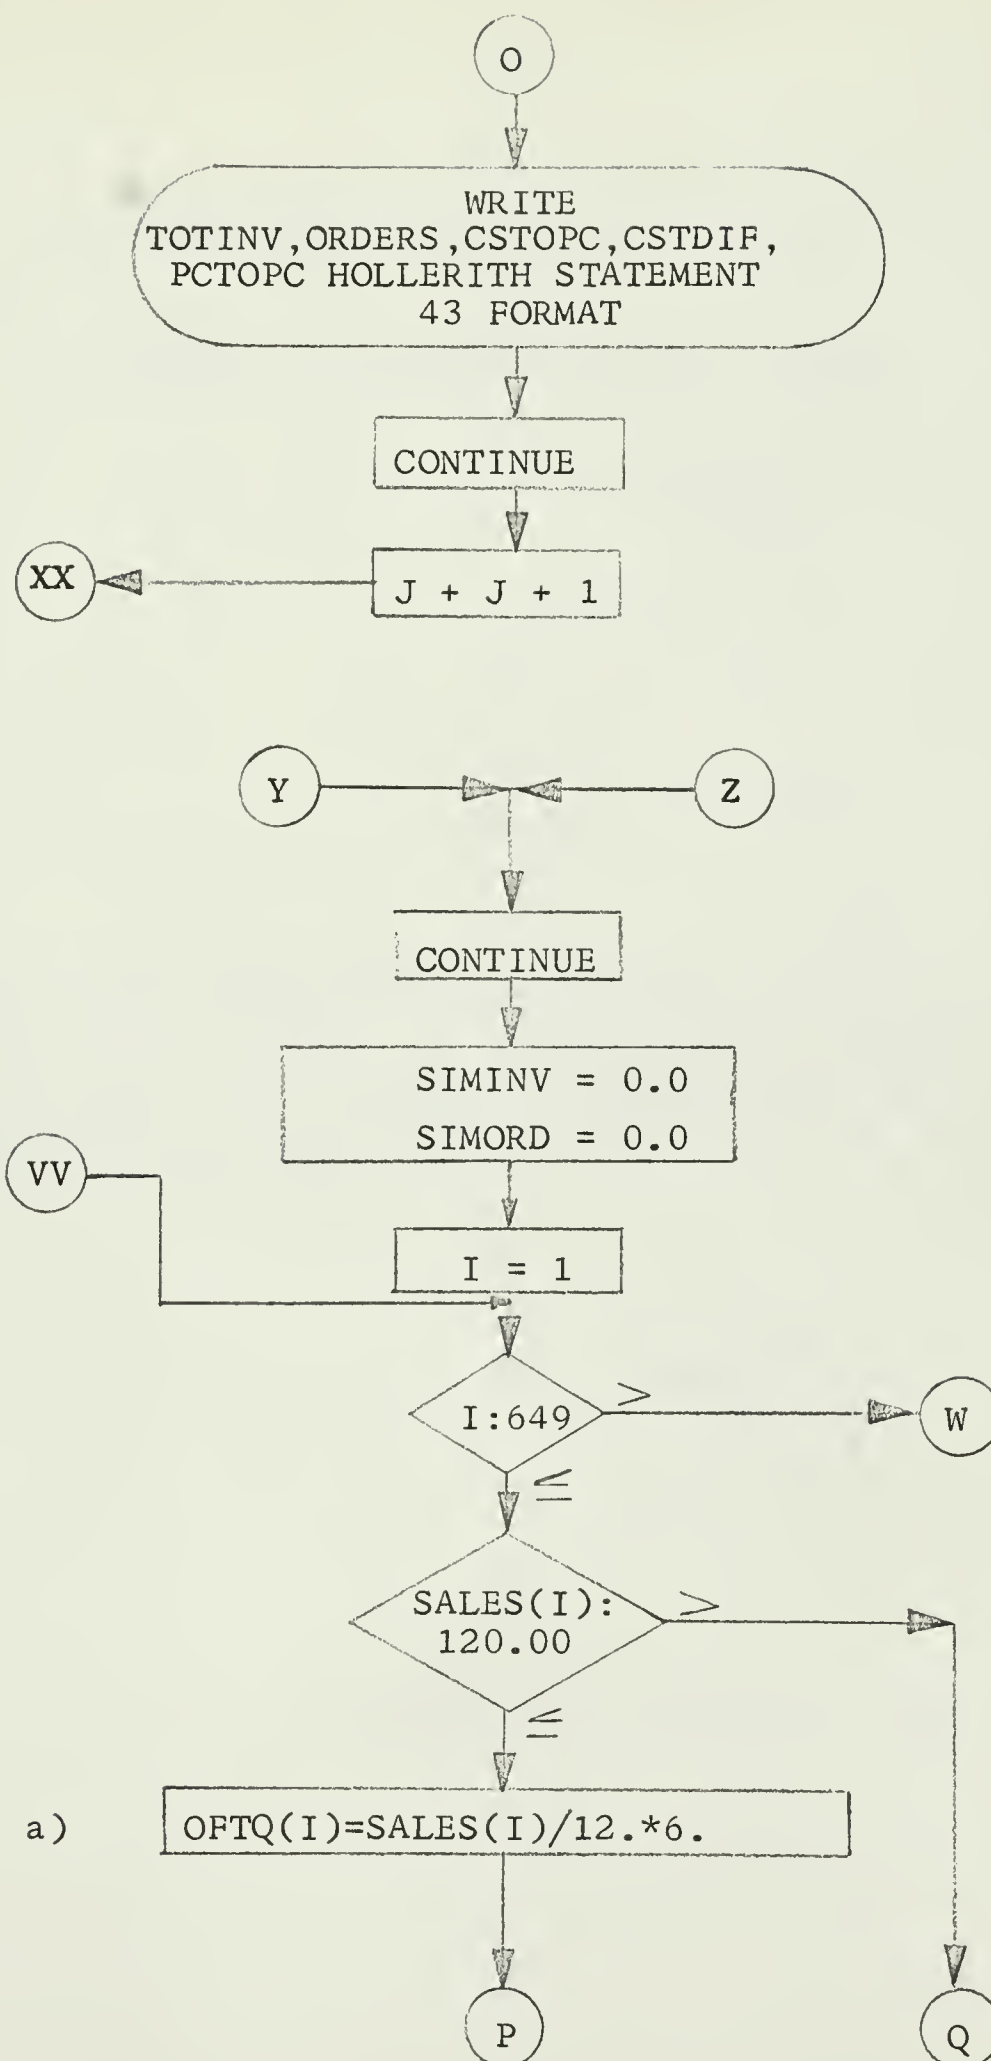 O
WRITE
TOTINV,ORDERS,CSTOPC,CSTDIF,
PCTOPC HOLLERITH STATEMENT
43 FORMAT
CONTINUE
XX
J + J + 1
Y
Z
CONTINUE
SIMINV = 0.0
SIMORD = 0.0
VV
I = 1
I:649
>
W
≦
SALES(I):
120.00
>
≦
a)
OFTQ(I)=SALES(I)/12.*6.
P
Q